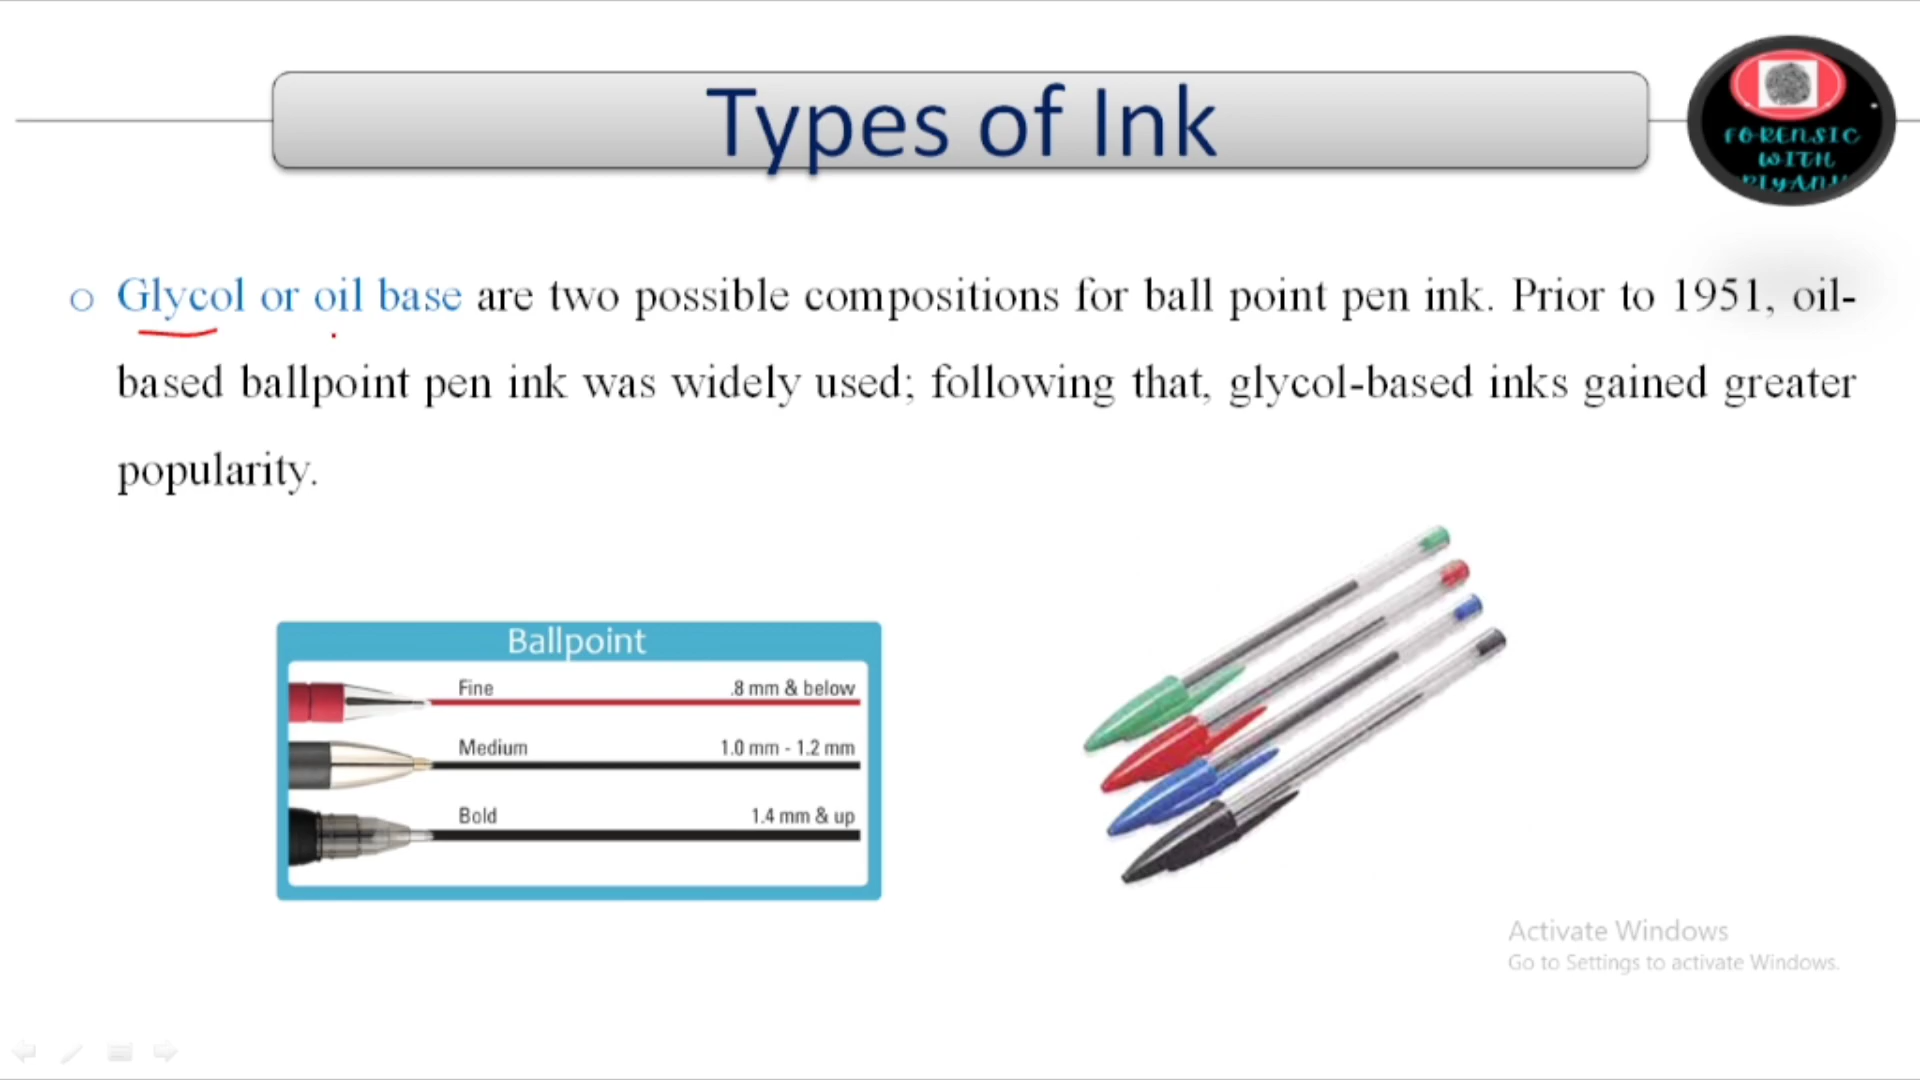 Types of Ink
FORENSIC
WITH
Glycol or oil base are two possible compositions for ball point pen ink. Prior to 1951, oil-
based ballpoint pen ink was widely used; following that, glycol-based inks gained greater
popularity.
Ballpoint
Fine .8 mm & below
Medium 1.0 mm - 1.2 mm
Bold 1.4 mm & up
Activate Windows
Go to Settings to activate Windows.